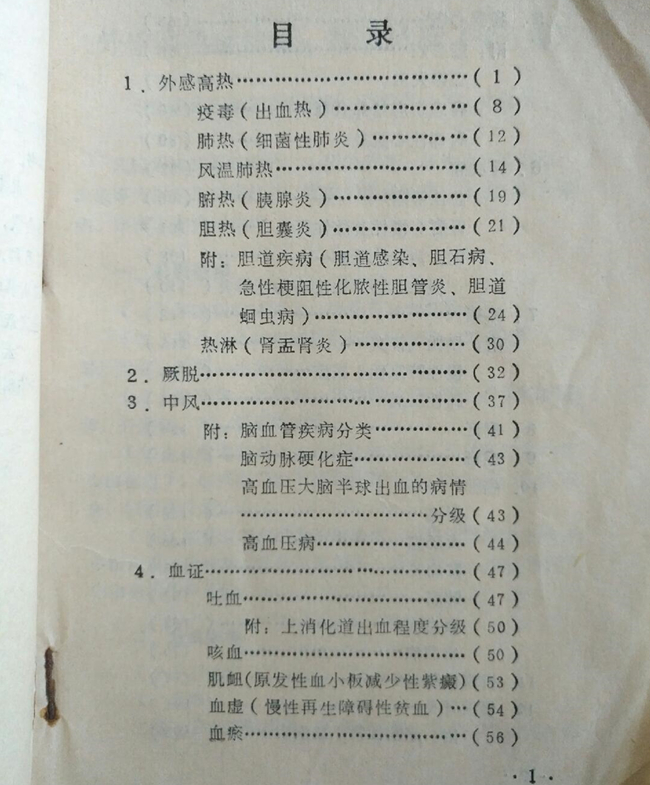 目 录
1．外感高热……………………………………( 1 )
疫毒（出血热）……………………( 8 )
肺热（细菌性肺炎）………………(12)
风温肺热………………………………(14)
腑热（胰腺炎）……………………(19)
胆热（胆囊炎）……………………(21)
附：胆道疾病（胆道感染、胆石病、
急性梗阻性化脓性胆管炎、胆道
蛔虫病）……………………(24)
热淋（肾盂肾炎）…………………(30)
2．厥脱…………………………………………(32)
3．中风…………………………………………(37)
附：脑血管疾病分类……………(41)
脑动脉硬化症………………(43)
高血压大脑半球出血的病情
…………………………分级(43)
高血压病……………………(44)
4．血证…………………………………………(47)
吐血……………………………………(47)
附：上消化道出血程度分级(50)
咳血……………………………………(50)
肌衄(原发性血小板减少性紫癜)(53)
血虚（慢性再生障碍性贫血）…(54)
血瘀……………………………………(56)
· 1 ·